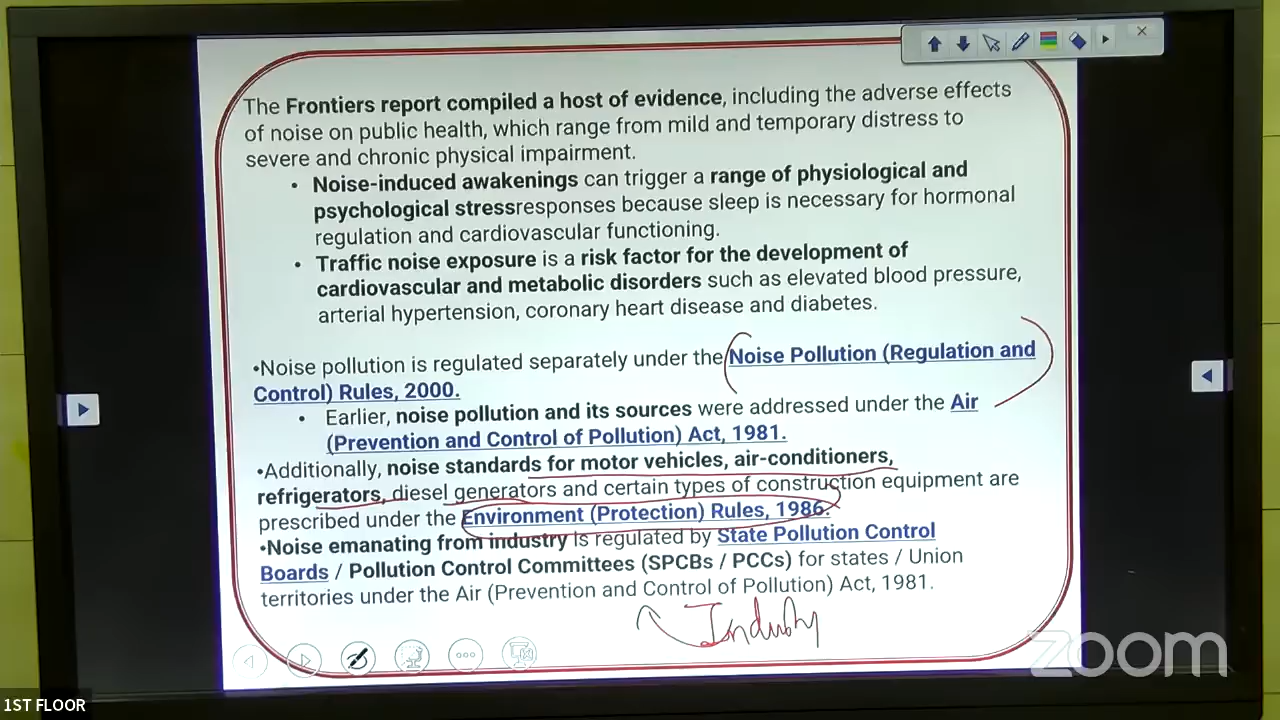 The Frontiers report compiled a host of evidence, including the adverse effects
of noise on public health, which range from mild and temporary distress to
severe and chronic physical impairment.
• Noise-induced awakenings can trigger a range of physiological and
psychological stressresponses because sleep is necessary for hormonal
regulation and cardiovascular functioning.
• Traffic noise exposure is a risk factor for the development of
cardiovascular and metabolic disorders such as elevated blood pressure,
arterial hypertension, coronary heart disease and diabetes.
•Noise pollution is regulated separately under the Noise Pollution (Regulation and
Control) Rules, 2000.
• Earlier, noise pollution and its sources were addressed under the Air
(Prevention and Control of Pollution) Act, 1981.
•Additionally, noise standards for motor vehicles, air-conditioners,
refrigerators, diesel generators and certain types of construction equipment are
prescribed under the Environment (Protection) Rules, 1986.
•Noise emanating from industry is regulated by State Pollution Control
Boards / Pollution Control Committees (SPCBs / PCCs) for states / Union
territories under the Air (Prevention and Control of Pollution) Act, 1981.
Industry
zoom
1ST FLOOR